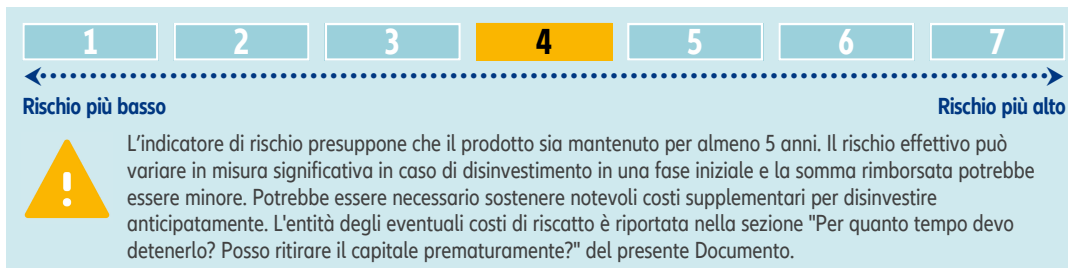 1 2 3 4 5 6 7
Rischio più basso Rischio più alto
L'indicatore di rischio presuppone che il prodotto sia mantenuto per almeno 5 anni. Il rischio effettivo può
variare in misura significativa in caso di disinvestimento in una fase iniziale e la somma rimborsata potrebbe
essere minore. Potrebbe essere necessario sostenere notevoli costi supplementari per disinvestire
anticipatamente. L'entità degli eventuali costi di riscatto è riportata nella sezione "Per quanto tempo devo
detenerlo? Posso ritirare il capitale prematuramente?" del presente Documento.